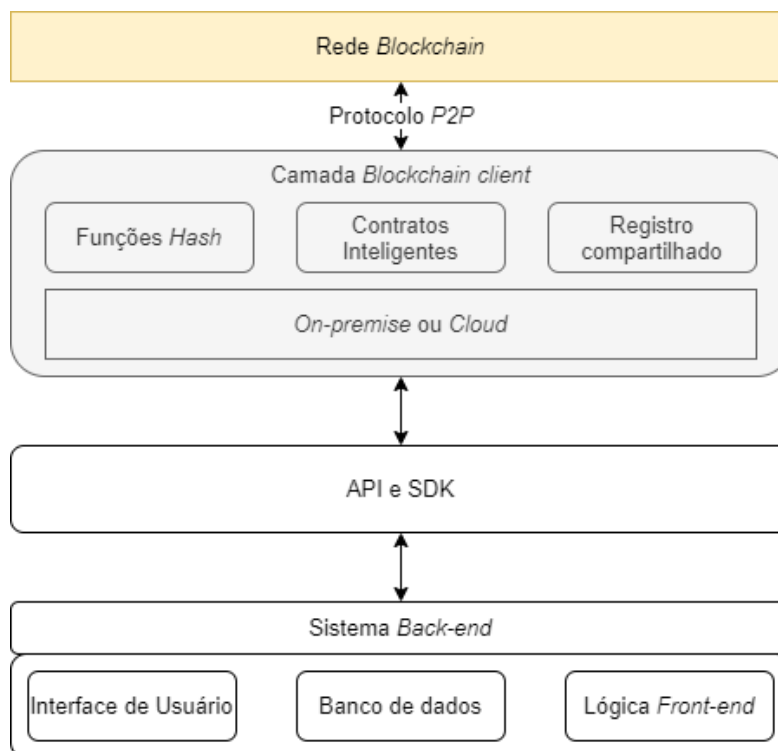 Rede Blockchain
Protocolo P2P
Camada Blockchain client
Funções Hash
Contratos
Inteligentes
Registro
compartilhado
On-premise ou Cloud
API e SDK
Sistema Back-end
Interface de Usuário
Banco de dados
Lógica Front-end